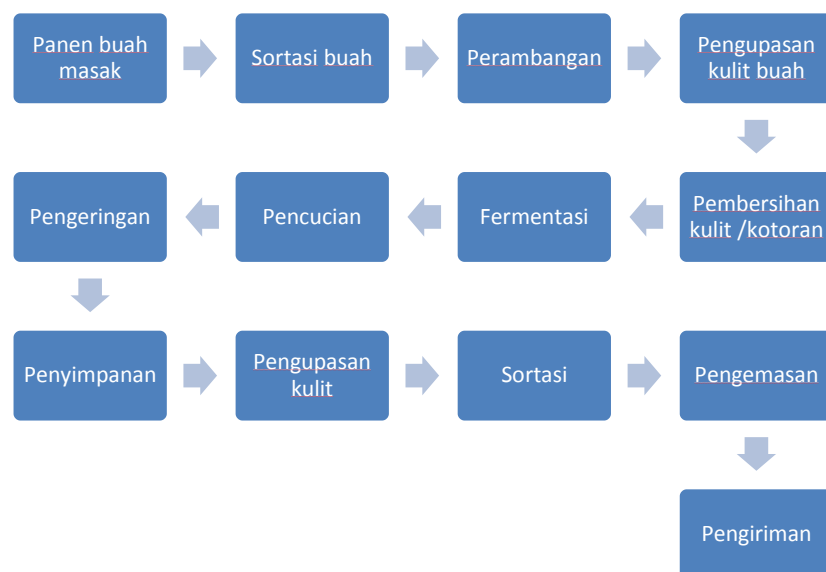 Panen buah
masak
Sortasi buah
Perambangan
Pengupasan
kulit buah
Pembersihan
kulit /kotoran
Fermentasi
Pencucian
Pengeringan
Penyimpanan
Pengupasan
kulit
Sortasi
Pengemasan
Pengiriman